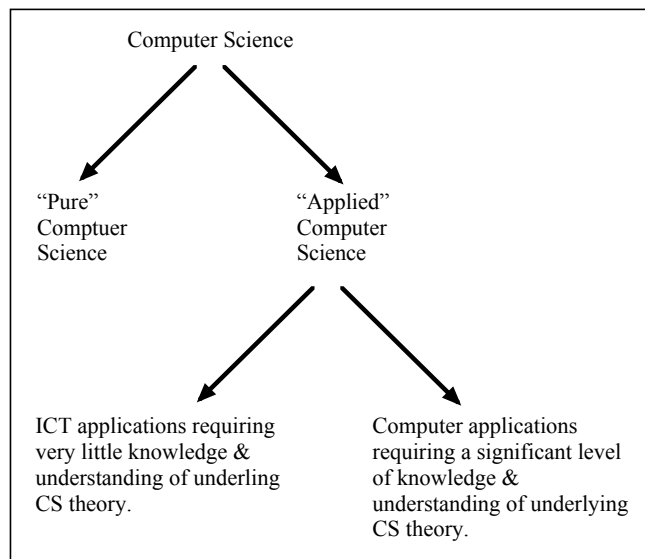 Computer Science
“Pure”
Comptuer
Science
“Applied”
Computer
Science
ICT applications requiring
very little knowledge &
understanding of underling
CS theory.
Computer applications
requiring a significant level
of knowledge &
understanding of underlying
CS theory.